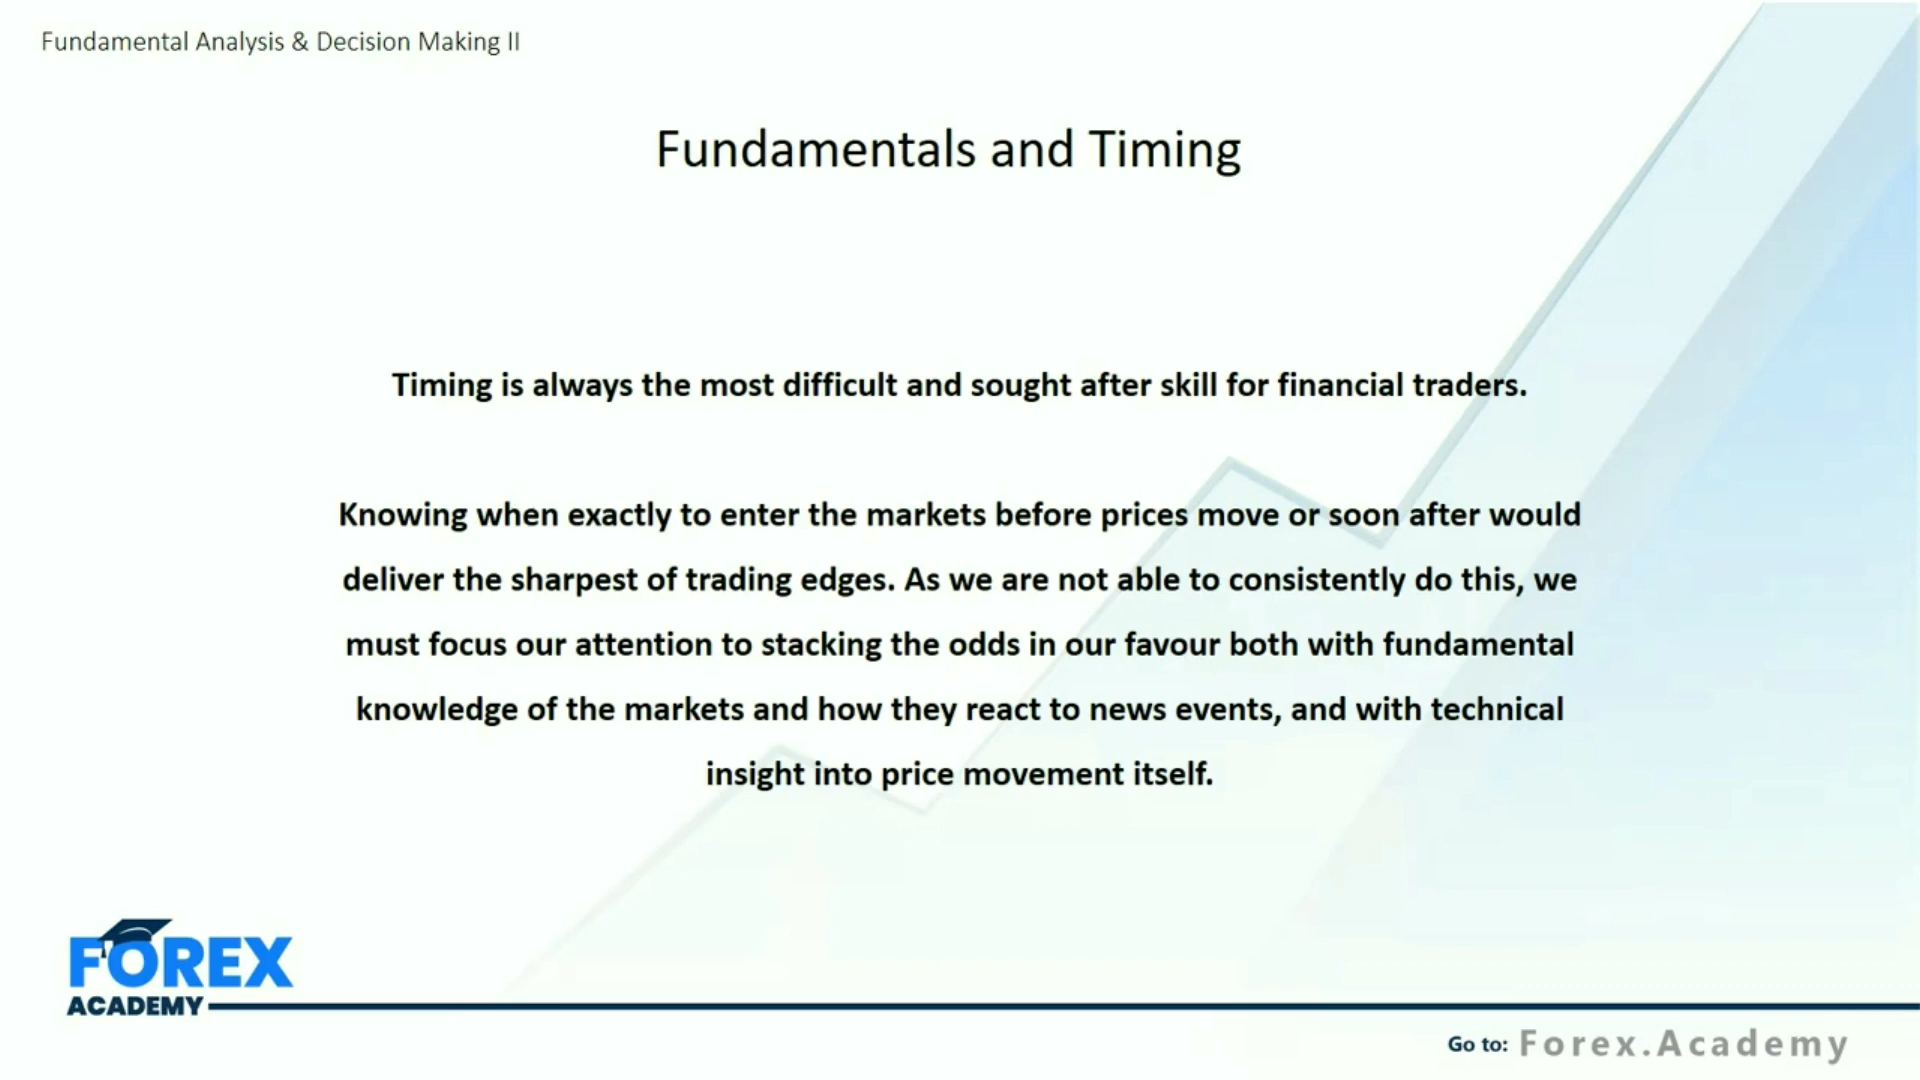 Fundamental Analysis & Decision Making II
Fundamentals and Timing
Timing is always the most difficult and sought after skill for financial traders.
Knowing when exactly to enter the markets before prices move or soon after would
deliver the sharpest of trading edges. As we are not able to consistently do this, we
must focus our attention to stacking the odds in our favour both with fundamental
knowledge of the markets and how they react to news events, and with technical
insight into price movement itself.
FOREX
ACADEMY
Go to: Forex.Academy